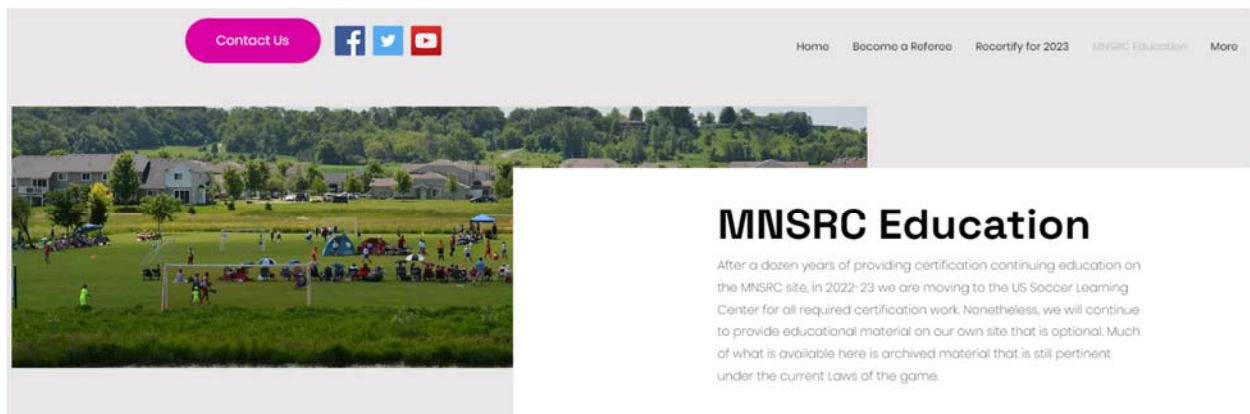 Contact Us
Home Become a Referee Recertify for 2023 MNSRC Education More
MNSRC Education
After a dozen years of providing certification continuing education on
the MNSRC site, in 2022-23 we are moving to the US Soccer Learning
Center for all required certification work. Nonetheless, we will continue
to provide educational material on our own site that is optional. Much
of what is available here is archived material that is still pertinent
under the current Laws of the game.